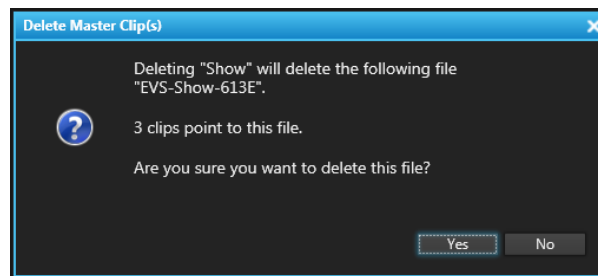 Delete Master Clip(s)
Deleting "Show" will delete the following file
"EVS-Show-613E".
3 clips point to this file.
Are you sure you want to delete this file?
Yes No